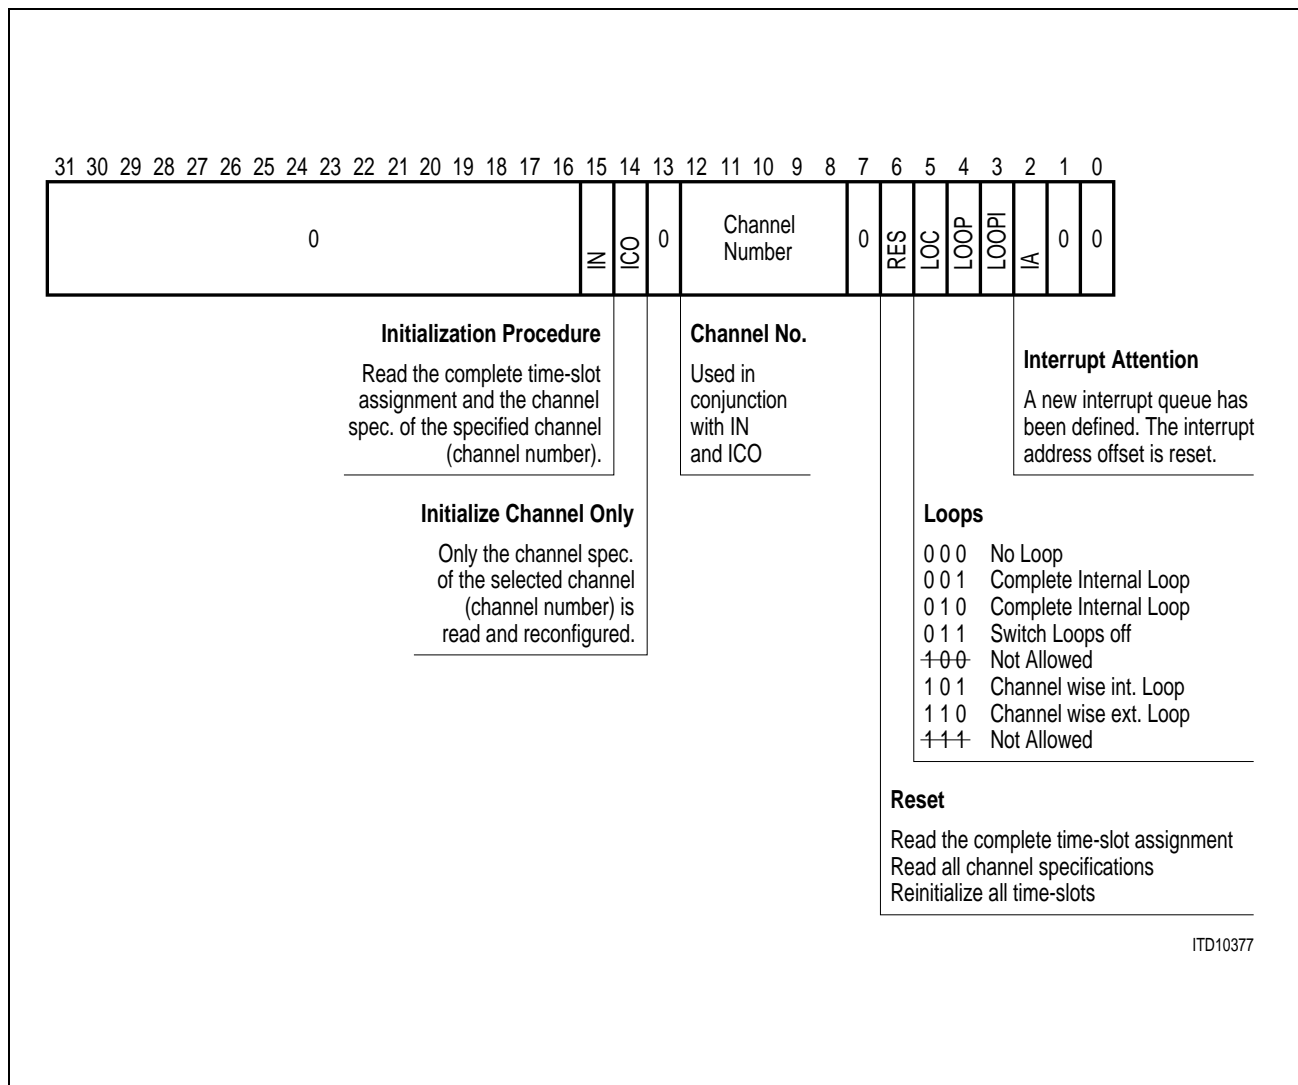 31 30 29 28 27 26 25 24 23 22 21 20 19 18 17 16 15 14 13 12 11 10 9 8 7 6 5 4 3 2 1 0
0 IN ICO 0 Channel Number 0 RES LOC LOOP LOOPI IA 0 0
Initialization Procedure
Read the complete time-slot
assignment and the channel
spec. of the specified channel
(channel number).
Channel No.
Used in
conjunction
with IN
and ICO
Interrupt Attention
A new interrupt queue has
been defined. The interrupt
address offset is reset.
Initialize Channel Only
Only the channel spec.
of the selected channel
(channel number) is
read and reconfigured.
Loops
0 0 0 No Loop
0 0 1 Complete Internal Loop
0 1 0 Complete Internal Loop
0 1 1 Switch Loops off
1 0 0 Not Allowed
1 0 1 Channel wise int. Loop
1 1 0 Channel wise ext. Loop
1 1 1 Not Allowed
Reset
Read the complete time-slot assignment
Read all channel specifications
Reinitialize all time-slots
ITD10377